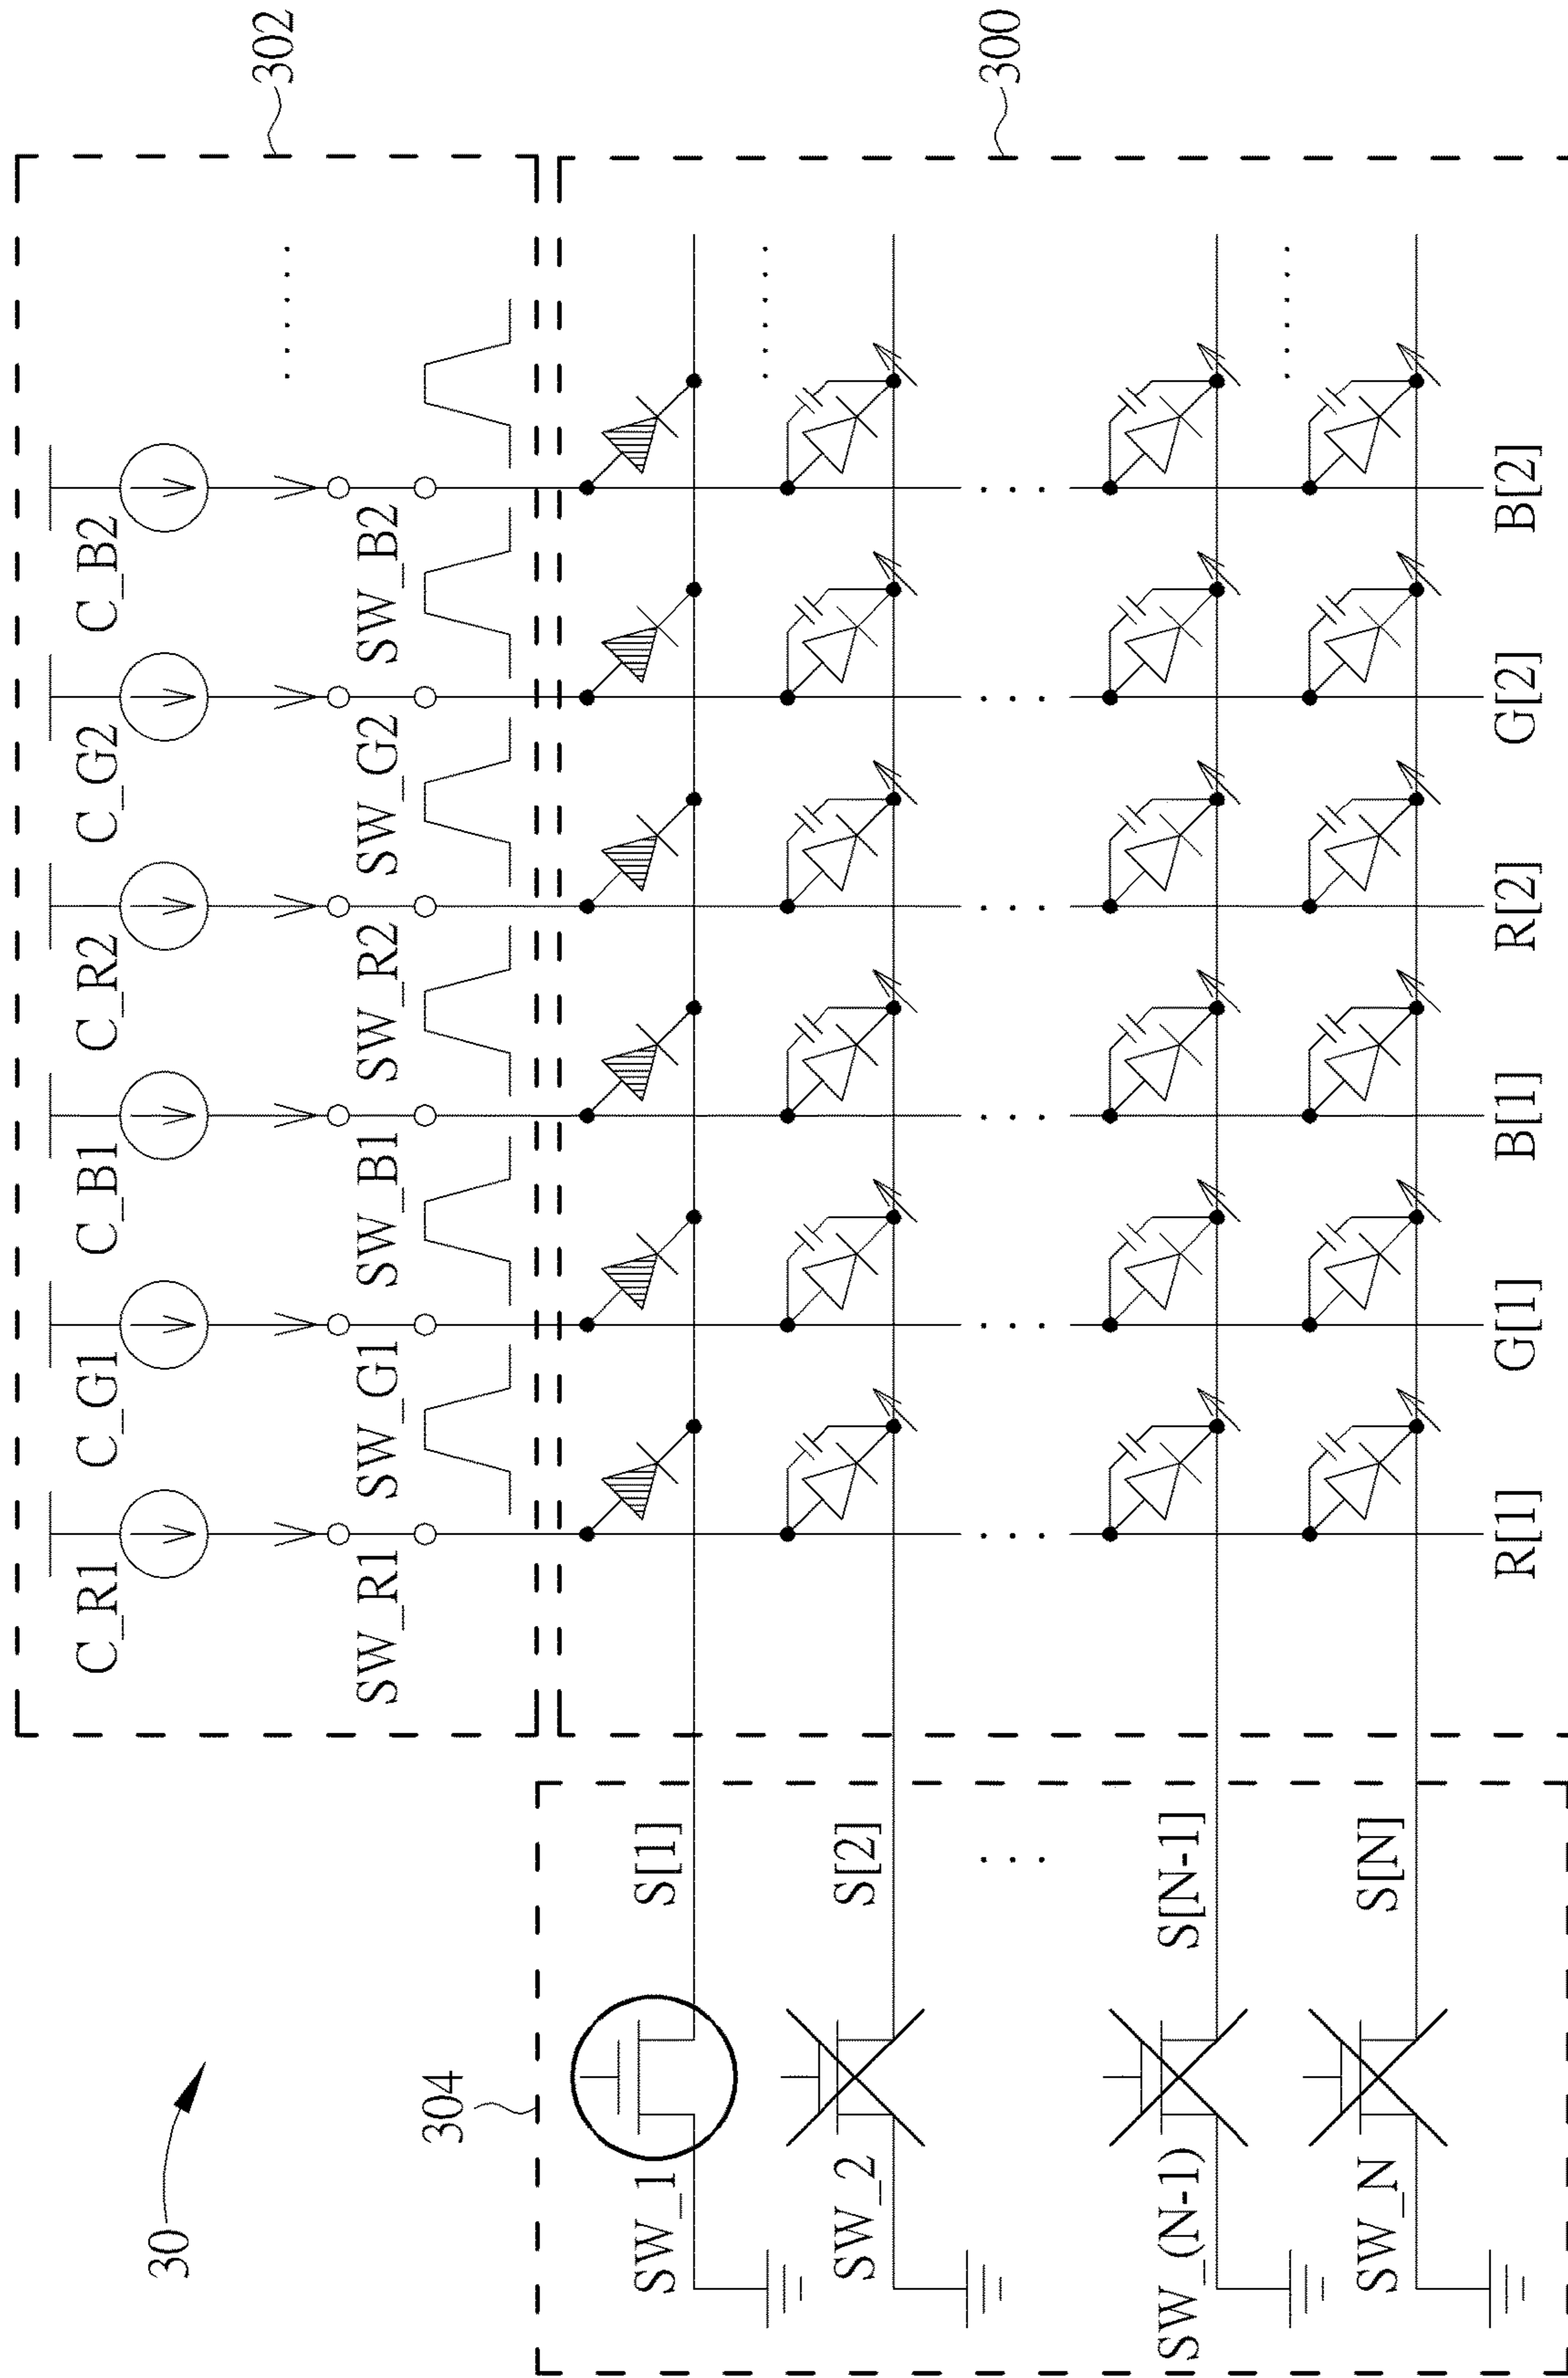 30
302
C_R1 C_G1 C_B1 C_R2 C_G2 C_B2
SW_R1 SW_G1 SW_B1 SW_R2 SW_G2 SW_B2
304
300
SW_1 S[1]
SW_2 S[2]
SW_(N-1) S[N-1]
SW_N S[N]
R[1] G[1] B[1] R[2] G[2] B[2]